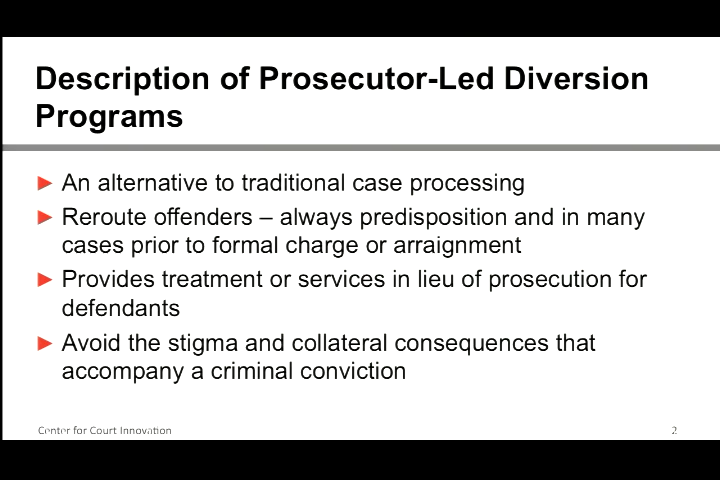 Description of Prosecutor-Led Diversion
Programs
► An alternative to traditional case processing
► Reroute offenders – always predisposition and in many
cases prior to formal charge or arraignment
► Provides treatment or services in lieu of prosecution for
defendants
► Avoid the stigma and collateral consequences that
accompany a criminal conviction
Center for Court Innovation
2